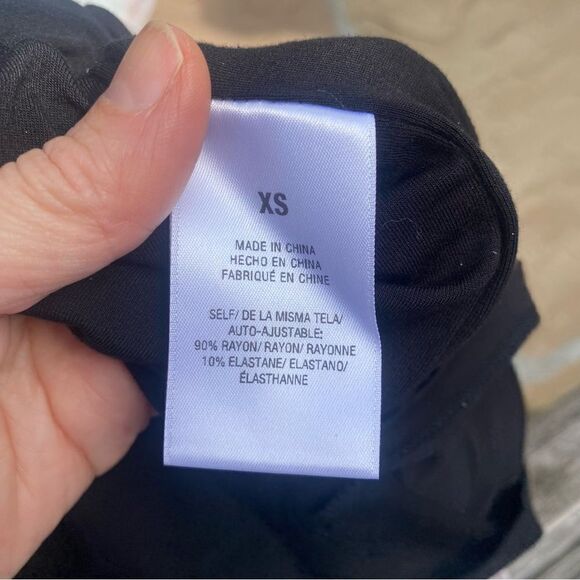 XS
MADE IN CHINA
HECHO EN CHINA
FABRIQUÉ EN CHINE
SELF/ DE LA MISMA TELA/
AUTO-AJUSTABLE:
90% RAYON/ RAYON/ RAYONNE
10% ELASTANE/ ELASTANO/
ÉLASTHANNE